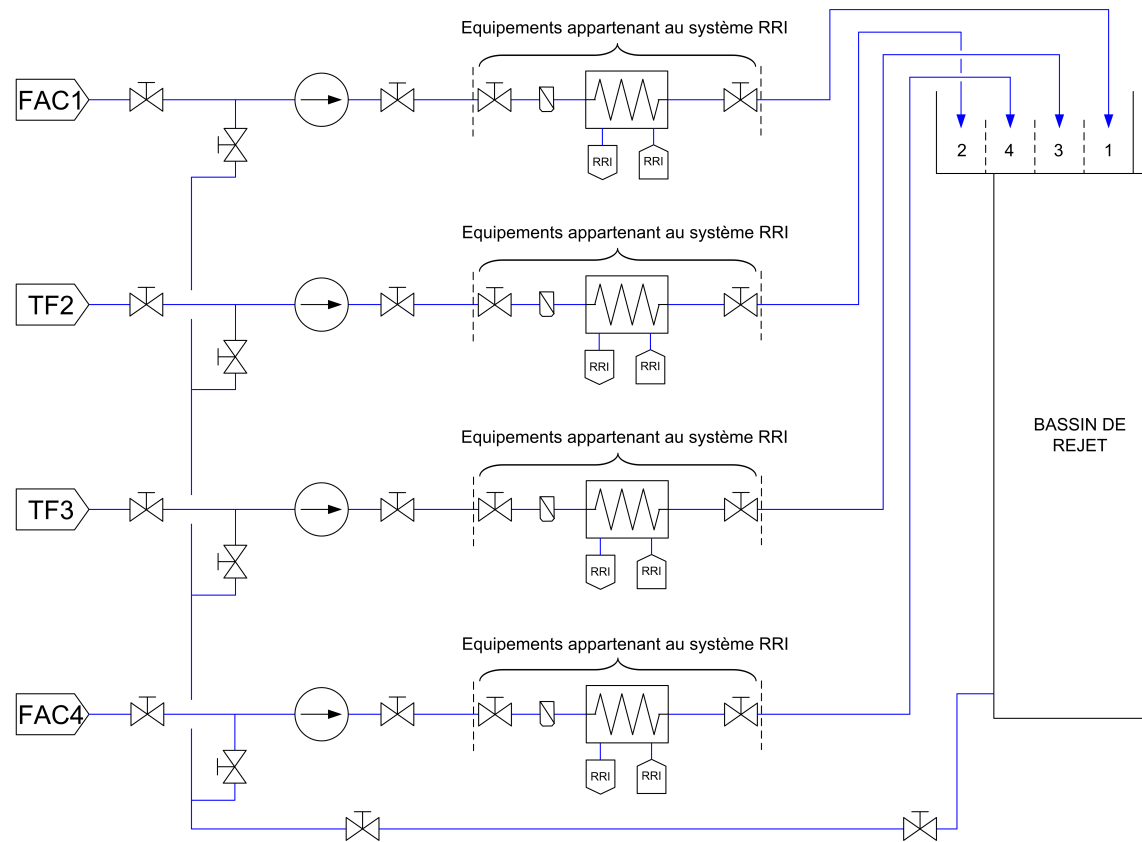 Equipements appartenant au système RRI
FAC1
RRI
RRI
2
4
3
1
Equipements appartenant au système RRI
TF2
RRI
RRI
BASSIN DE
REJET
Equipements appartenant au système RRI
TF3
RRI
RRI
Equipements appartenant au système RRI
FAC4
RRI
RRI